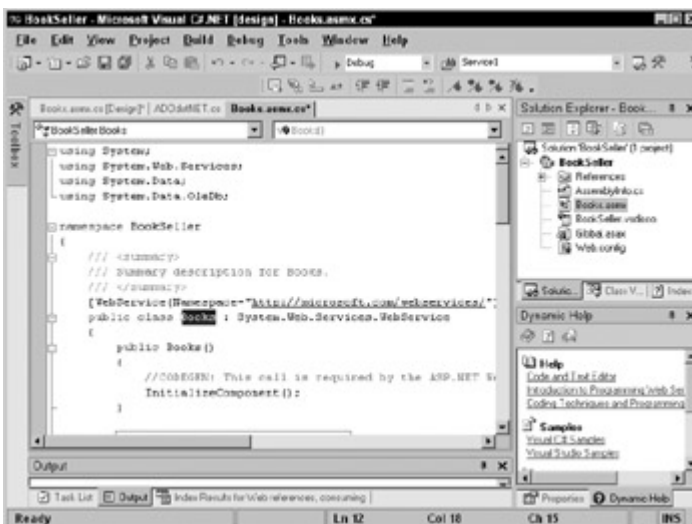 BookSeller - Microsoft Visual C#.NET [design] - Books.asmx.cs*
File Edit View Project Build Debug Tools Window Help
Debug
Service1
Toolbox
Books.asmx.cs [Design]* | ADOdotNET.cs Books.asmx.cs*
BookSeller.Books
Books()
using System;
using System.Web.Services;
using System.Data;
using System.Data.OleDb;
namespace BookSeller
{
/// <summary>
/// Summary description for Books.
/// </summary>
[WebService(Namespace="http://microsoft.com/webservices/"
public class Books : System.Web.Services.WebService
{
public Books()
{
//CODEGEN: This call is required by the ASP.NET
InitializeComponent();
}
Output
Task List Output Index Results for Web references, consuming
Solution Explorer - Book...
Solution 'BookSeller' (1 project)
BookSeller
References
AssemblyInfo.cs
Books.asmx
BookSeller.vsdisco
Global.asax
Web.config
Solutio... Class V... Index
Dynamic Help
Help
Code and Text Editor
Introduction to Programming Web Ser
Coding Techniques and Programming
Samples
Visual C# Samples
Visual Studio Samples
Properties Dynamic Help
Ready Ln 12 Col 18 Ch 15 INS